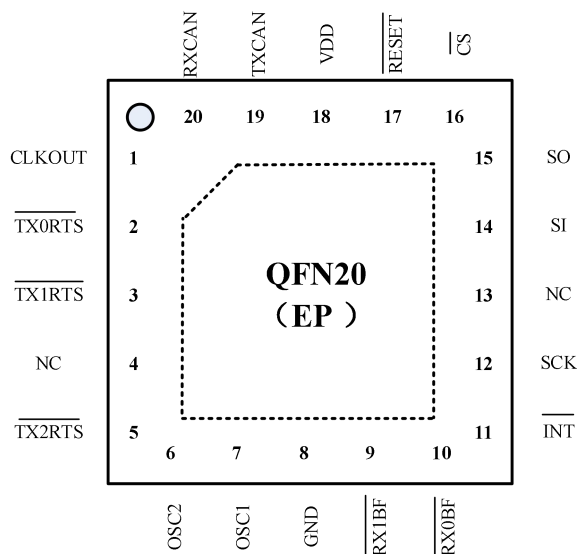 RXCAN TXCAN VDD RESET CS
20 19 18 17 16
CLKOUT 1 15 SO
TX0RTS 2 14 SI
QFN20
（EP ）
TX1RTS 3 13 NC
NC 4 12 SCK
TX2RTS 5 11 INT
6 7 8 9 10
OSC2 OSC1 GND RX1BF RX0BF